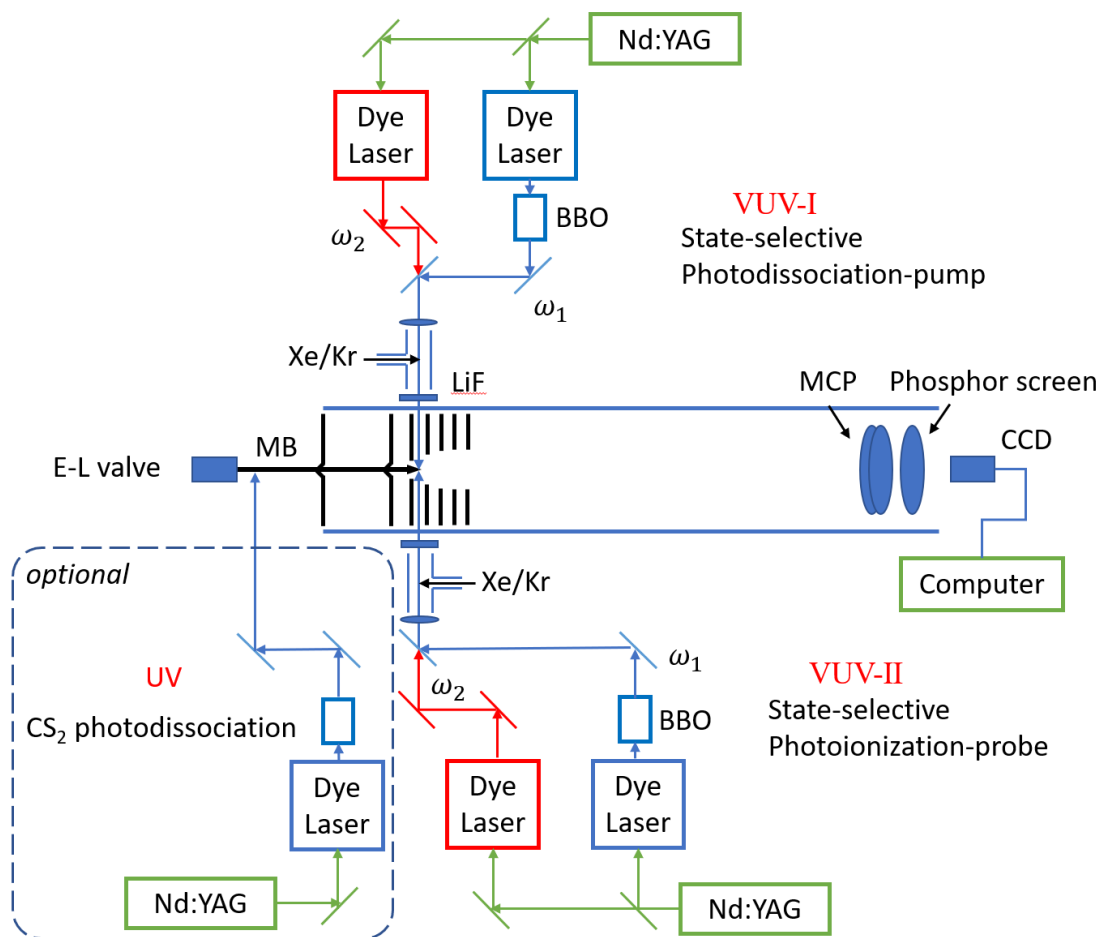 Nd:YAG
Dye
Laser
Dye
Laser
BBO
ω₂
ω₁
VUV-I
State-selective
Photodissociation-pump
Xe/Kr
LiF
MCP
Phosphor screen
CCD
MB
E-L valve
Computer
optional
Xe/Kr
UV
CS₂ photodissociation
ω₂
ω₁
BBO
VUV-II
State-selective
Photoionization-probe
Dye
Laser
Dye
Laser
Dye
Laser
Nd:YAG
Nd:YAG